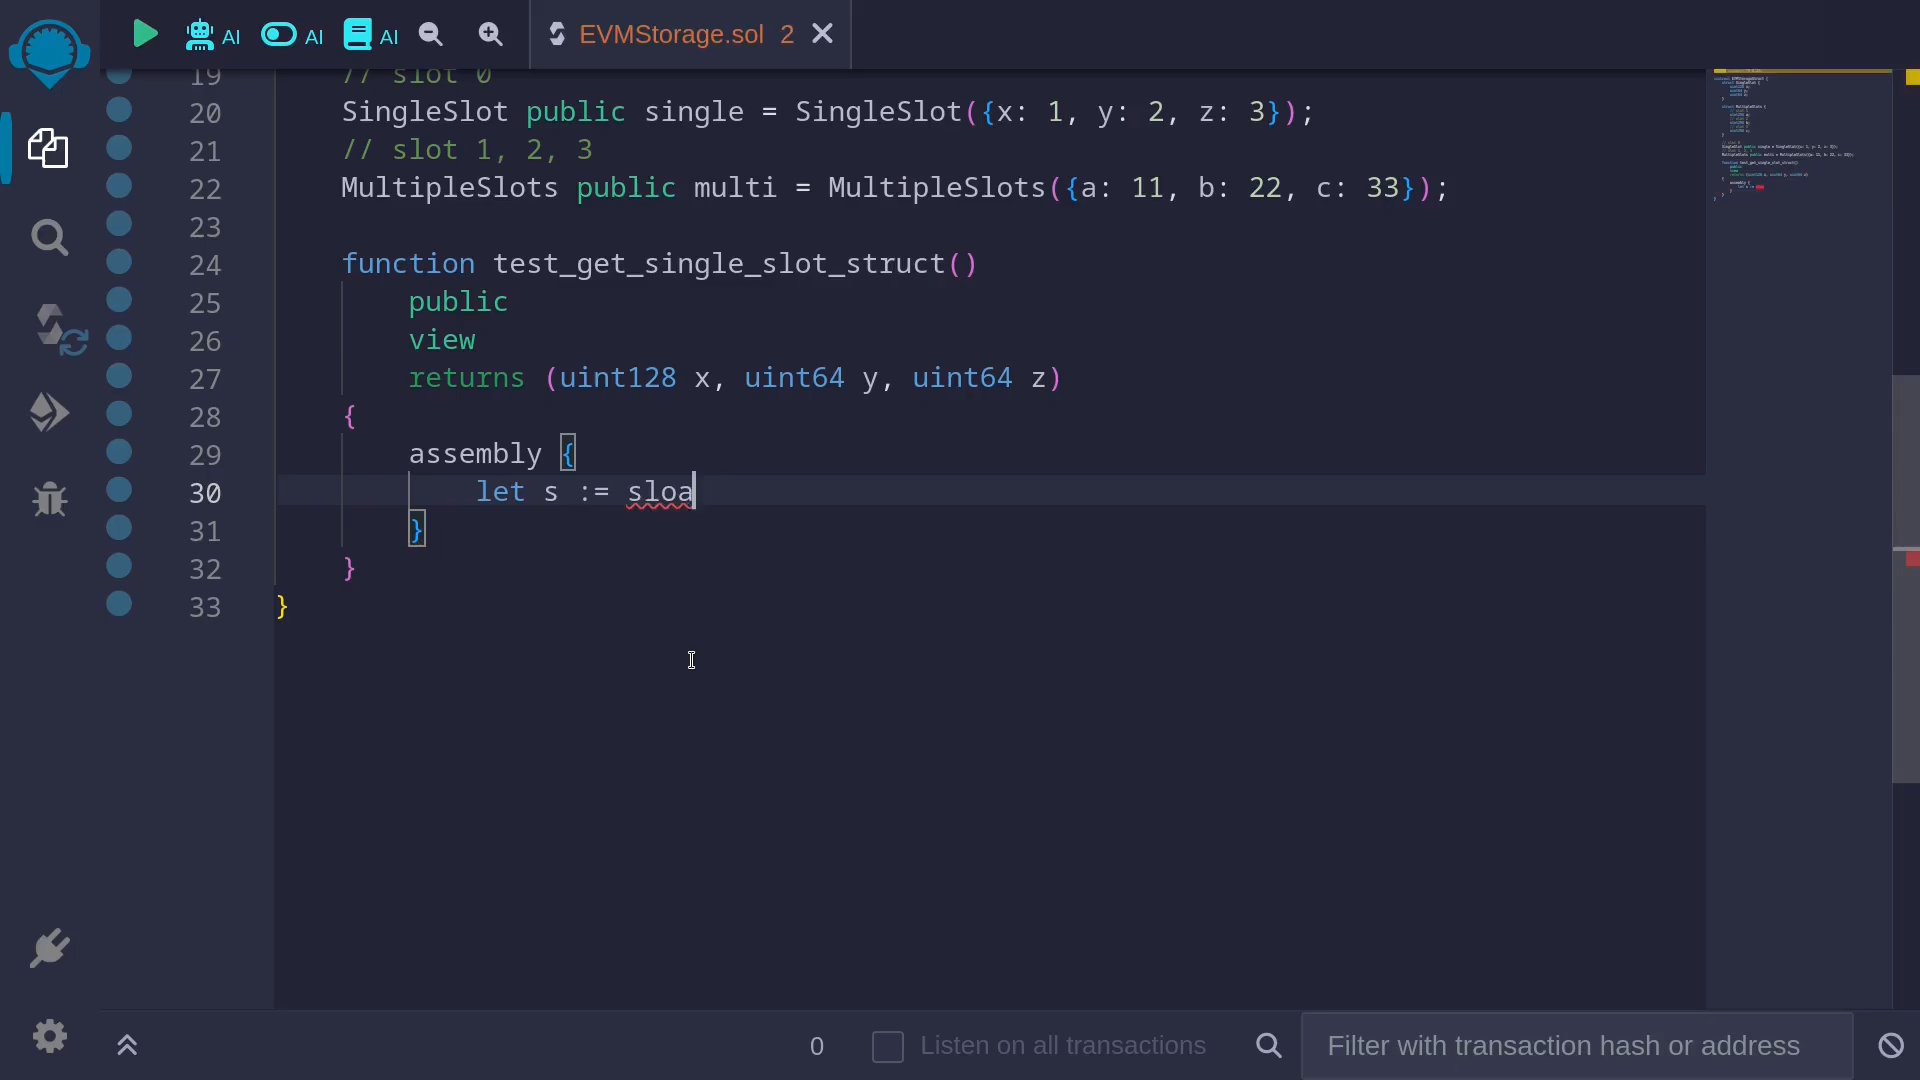 AI AI AI EVMStorage.sol 2
19 // slot 0
20 SingleSlot public single = SingleSlot({x: 1, y: 2, z: 3});
21 // slot 1, 2, 3
22 MultipleSlots public multi = MultipleSlots({a: 11, b: 22, c: 33});
23
24 function test_get_single_slot_struct()
25 public
26 view
27 returns (uint128 x, uint64 y, uint64 z)
28 {
29 assembly {
30 let s := sloa
31 }
32 }
33 }
0 Listen on all transactions Filter with transaction hash or address